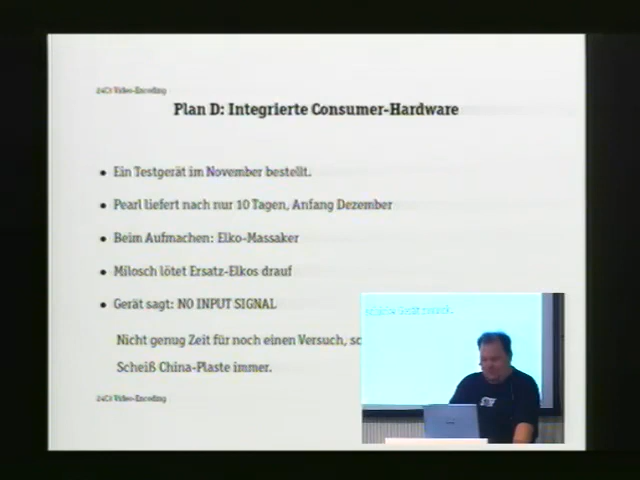 24C3 Video-Encoding
Plan D: Integrierte Consumer-Hardware
Ein Testgerät im November bestellt.
Pearl liefert nach nur 10 Tagen, Anfang Dezember
Beim Aufmachen: Elko-Massaker
Milosch lötet Ersatz-Elkos drauf
Gerät sagt: NO INPUT SIGNAL
Nicht genug Zeit für noch einen Versuch, sc
Scheiß China-Plaste immer.
24C3 Video-Encoding